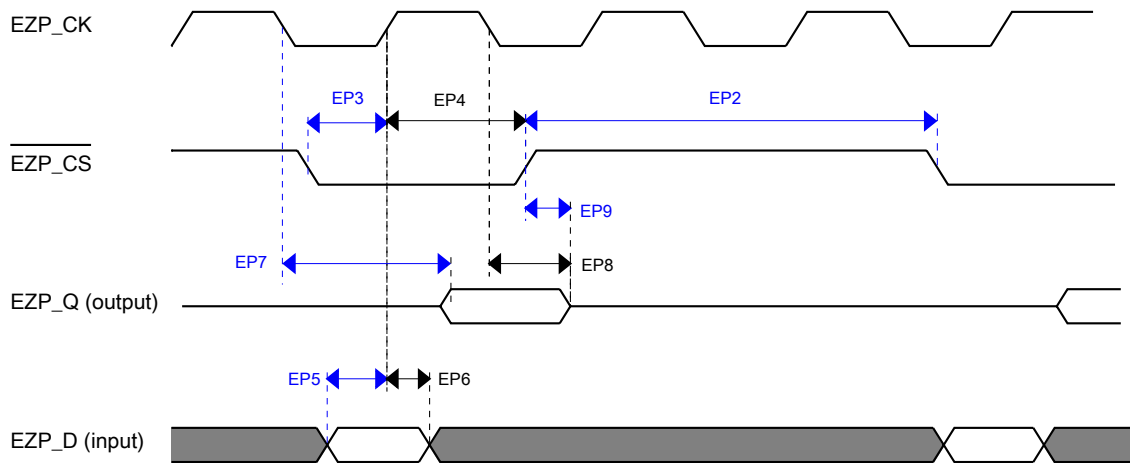 EZP_CK
EP3
EP4
EP2
EZP_CS
EP9
EP7
EP8
EZP_Q (output)
EP5
EP6
EZP_D (input)